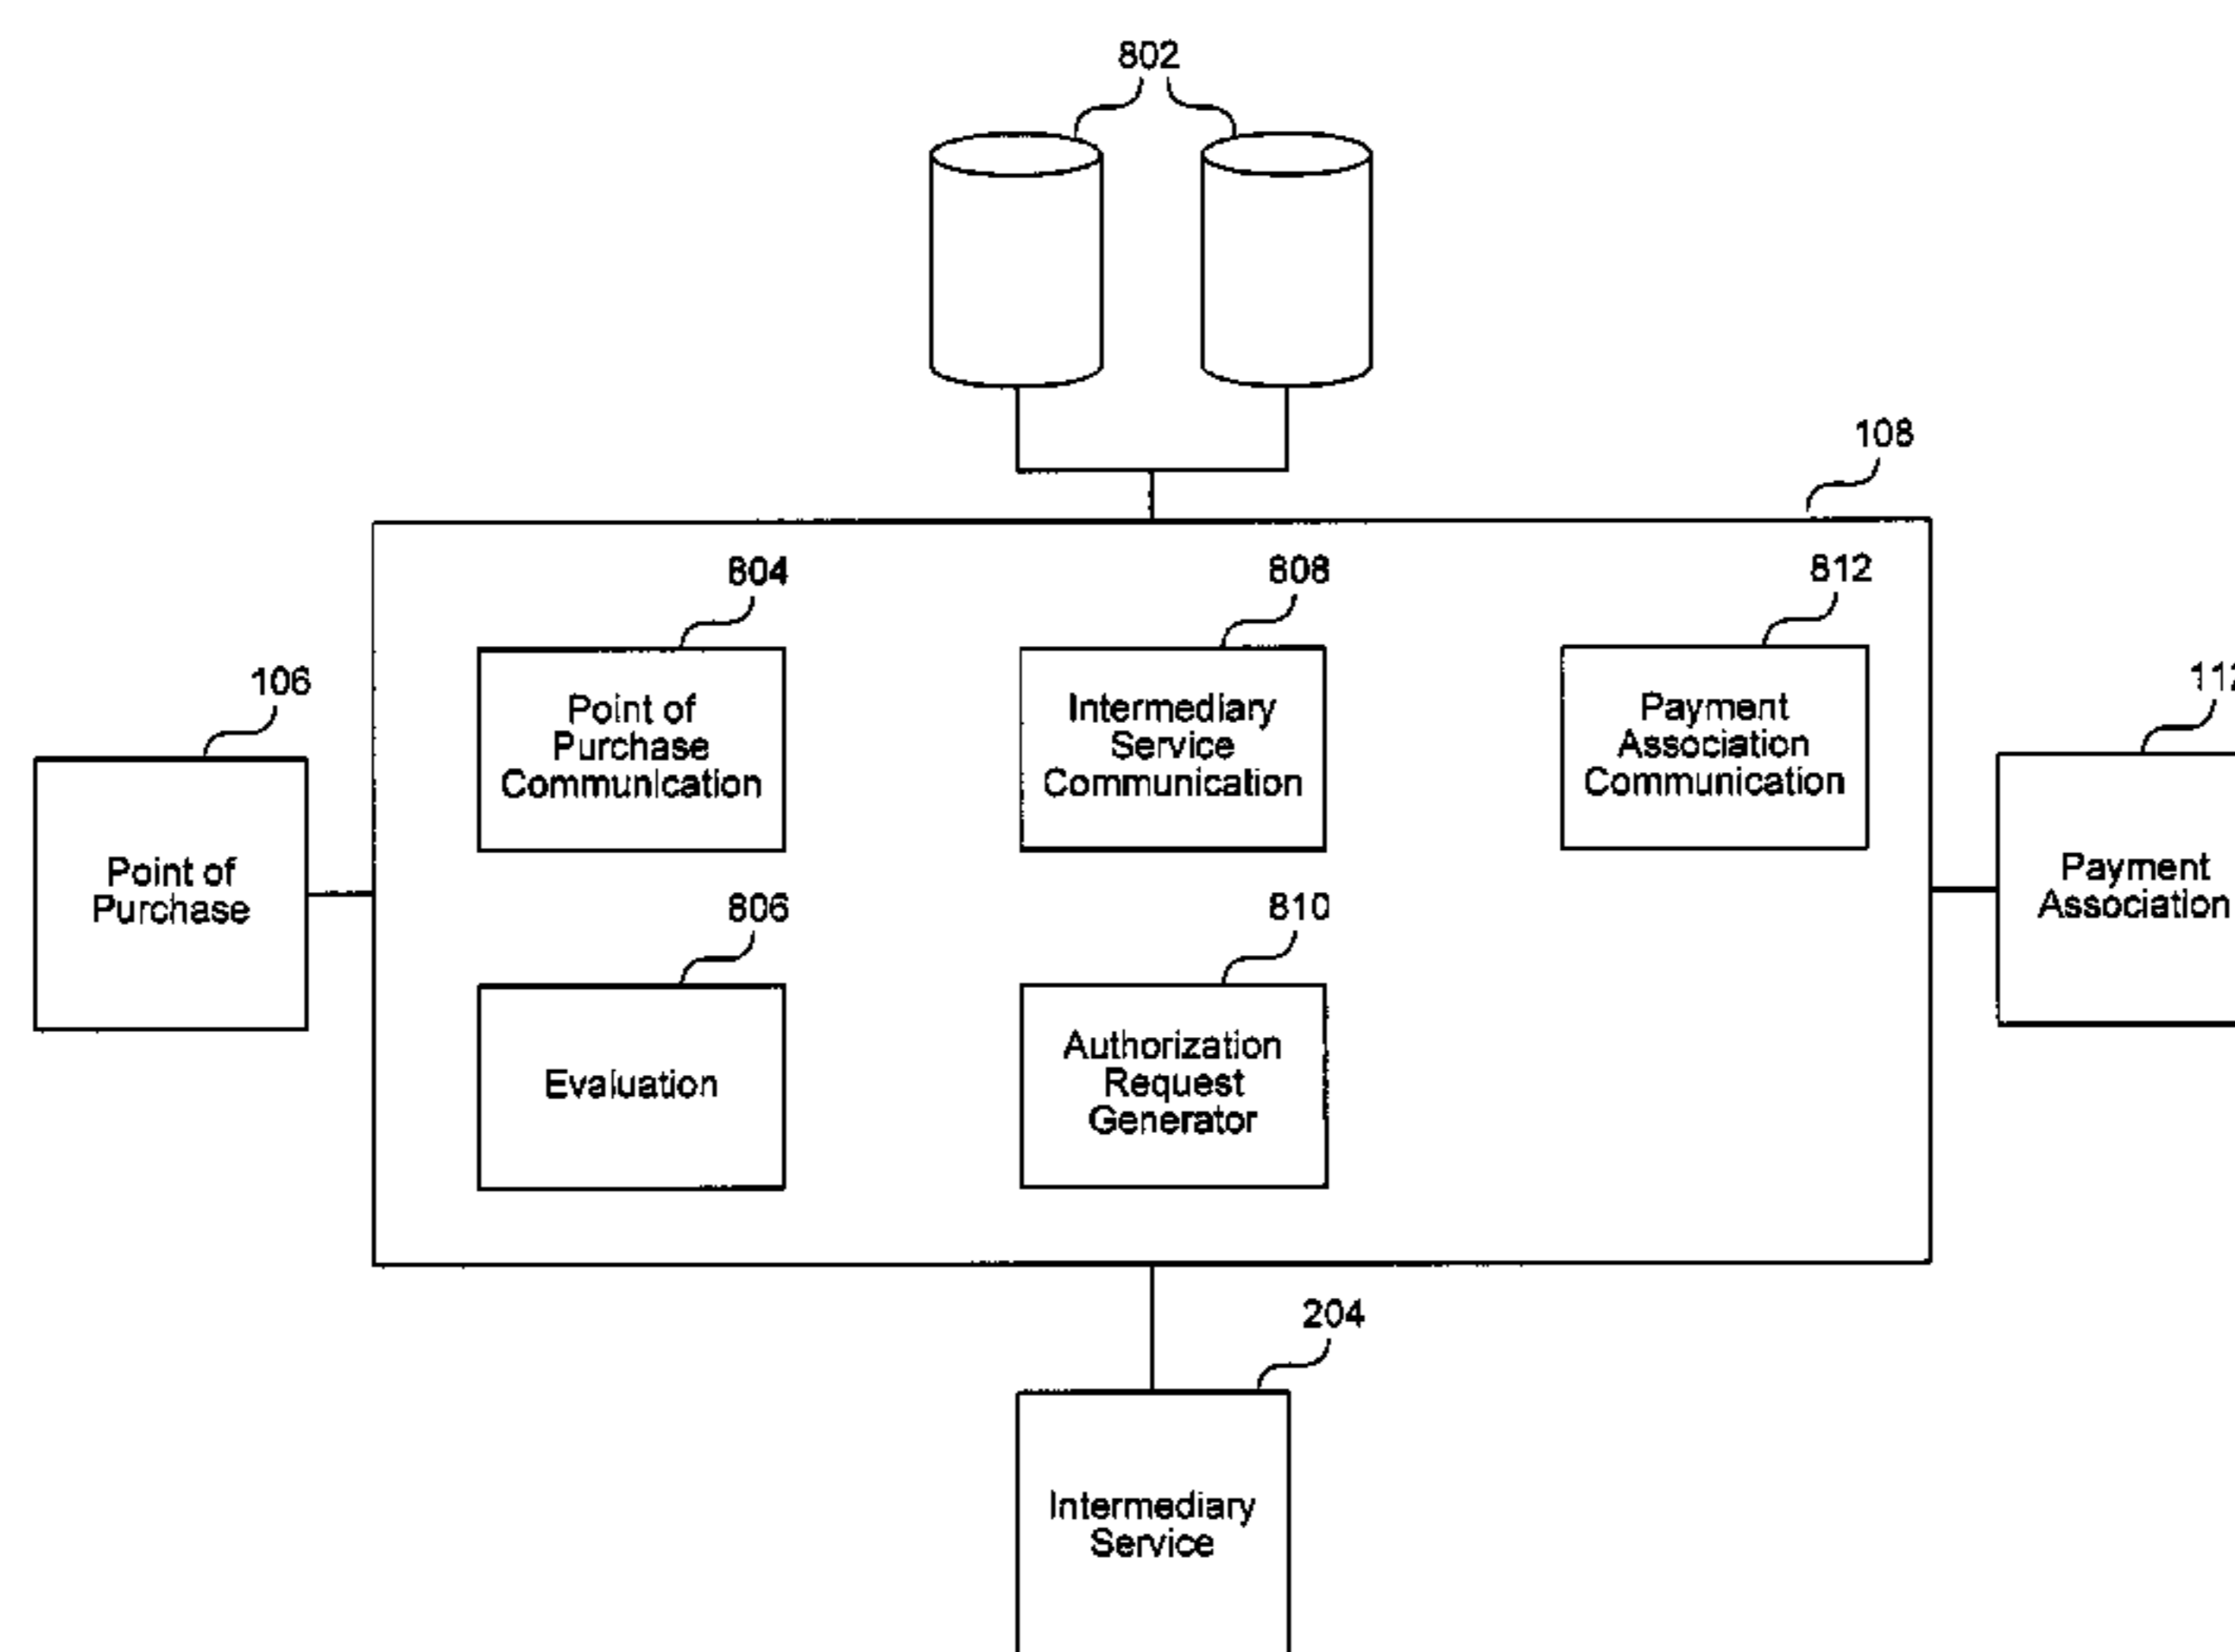 802
108
804
808
812
106
112
Point of
Purchase
Communication
Intermediary
Service
Communication
Payment
Association
Communication
Point of
Purchase
Payment
Association
806
810
Evaluation
Authorization
Request
Generator
204
Intermediary
Service